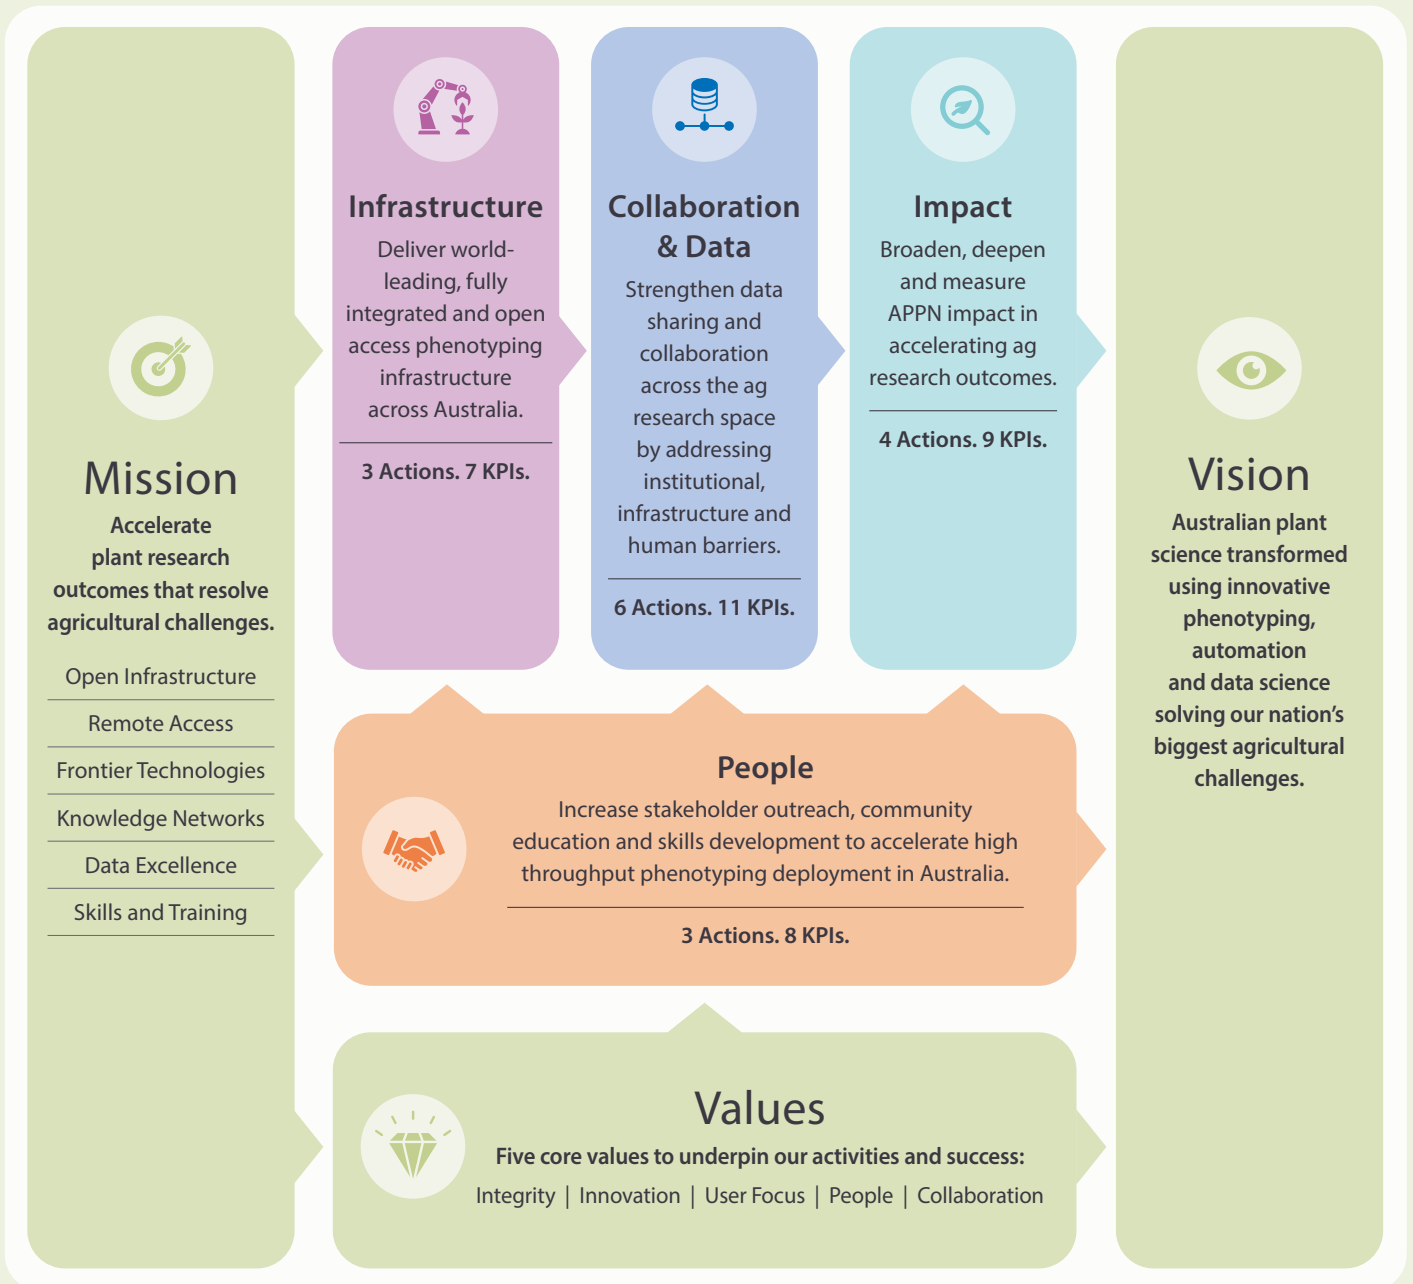 Mission
Accelerate
plant research
outcomes that resolve
agricultural challenges.
Open Infrastructure
Remote Access
Frontier Technologies
Knowledge Networks
Data Excellence
Skills and Training
Infrastructure
Deliver world-
leading, fully
integrated and open
access phenotyping
infrastructure
across Australia.
3 Actions. 7 KPIs.
Collaboration
& Data
Strengthen data
sharing and
collaboration
across the ag
research space
by addressing
institutional,
infrastructure and
human barriers.
6 Actions. 11 KPIs.
Impact
Broaden, deepen
and measure
APPN impact in
accelerating ag
research outcomes.
4 Actions. 9 KPIs.
People
Increase stakeholder outreach, community
education and skills development to accelerate high
throughput phenotyping deployment in Australia.
3 Actions. 8 KPIs.
Values
Five core values to underpin our activities and success:
Integrity | Innovation | User Focus | People | Collaboration
Vision
Australian plant
science transformed
using innovative
phenotyping,
automation
and data science
solving our nation’s
biggest agricultural
challenges.